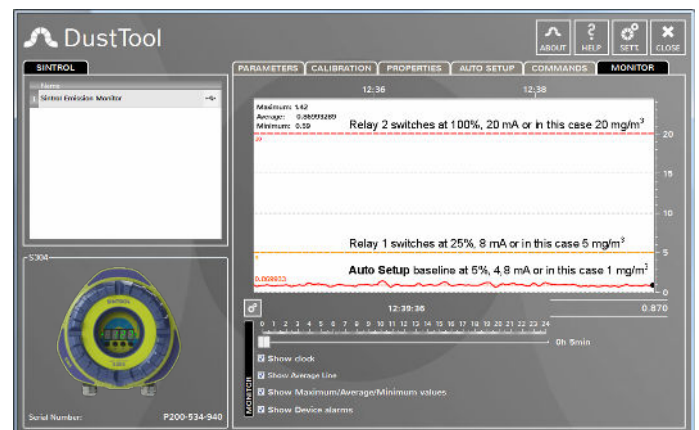 DustTool
ABOUT HELP SETT. CLOSE
SINTROL
PARAMETERS CALIBRATION PROPERTIES AUTO SETUP COMMANDS MONITOR
Name
1 Sintrol Emission Monitor
12:36 12:38
Maximum: 1.42
Average: 0.86993289
Minimum: 0.59
Relay 2 switches at 100%, 20 mA or in this case 20 mg/m³
20
20
15
10
Relay 1 switches at 25%, 8 mA or in this case 5 mg/m³
5
Auto Setup baseline at 5%, 4,8 mA or in this case 1 mg/m³
0.869933
0
S304
12:39:36 0.870
0 1 2 3 4 5 6 7 8 9 10 11 12 13 14 15 16 17 18 19 20 21 22 23 24
0h 5min
MONITOR
Show clock
Show Average Line
Show Maximum/Average/Minimum values
Show Device alarms
SINTROL
Serial Number: P200-534-940